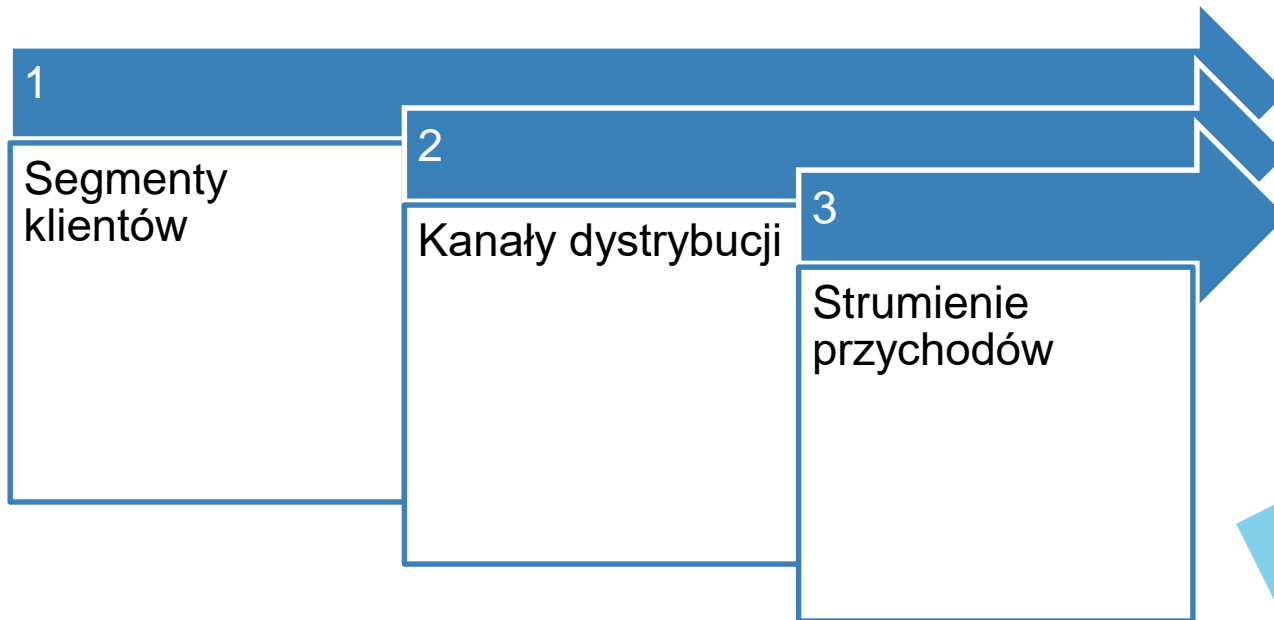 1
Segmenty
klientów
2
Kanały dystrybucji
3
Strumienie
przychodów